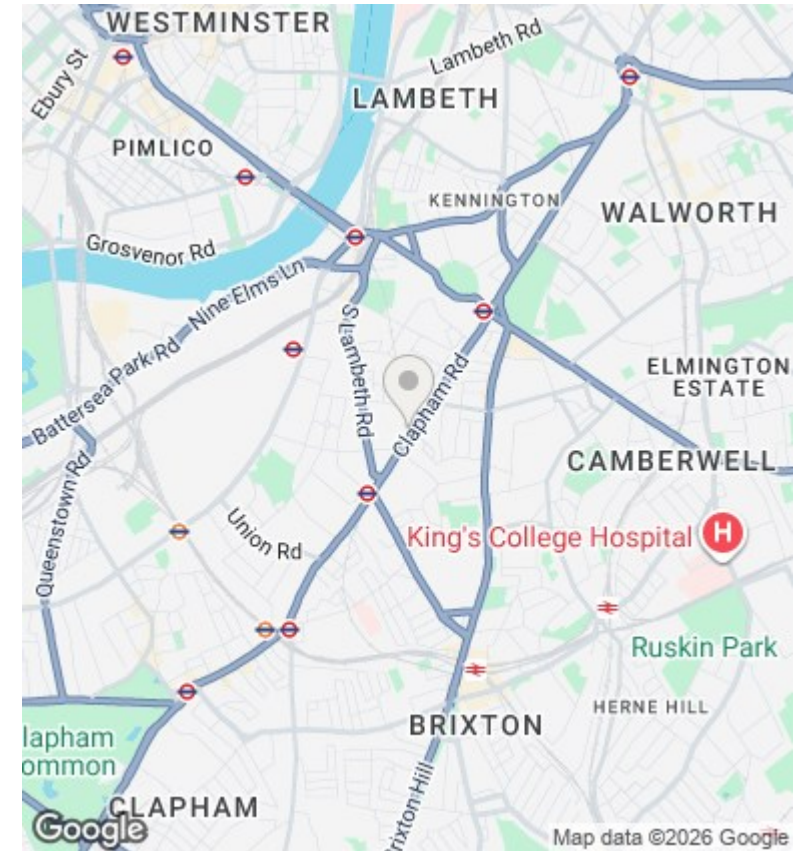 WESTMINSTER
Lambeth Rd
Ebury St
LAMBETH
PIMLICO
KENNINGTON
WALWORTH
Grosvenor Rd
Nine Elms Ln
S Lambeth Rd
Clapham Rd
Battersea Park Rd
ELMINGTON
ESTATE
CAMBERWELL
Queenstown Rd
Union Rd
King's College Hospital
H
Ruskin Park
HERNE HILL
BRIXTON
lapham
ommon
rixton Hill
CLAPHAM
Google
Map data ©2026 Google